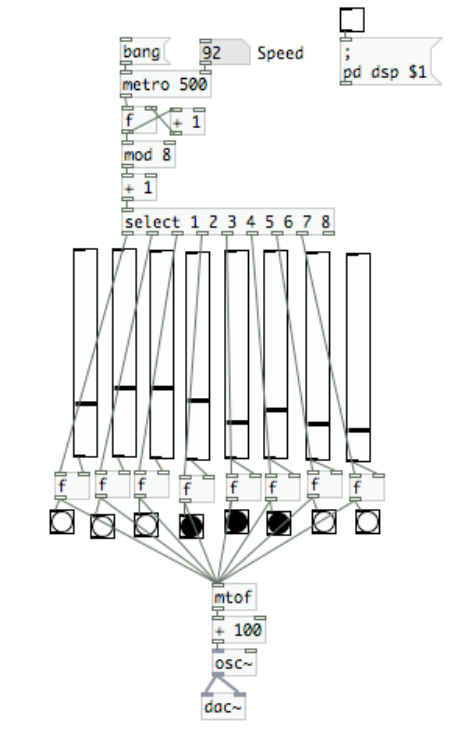 bang 92 Speed
;
pd dsp $1
metro 500
f + 1
mod 8
+ 1
select 1 2 3 4 5 6 7 8
f f f f f f f f
mtof
+ 100
osc~
dac~